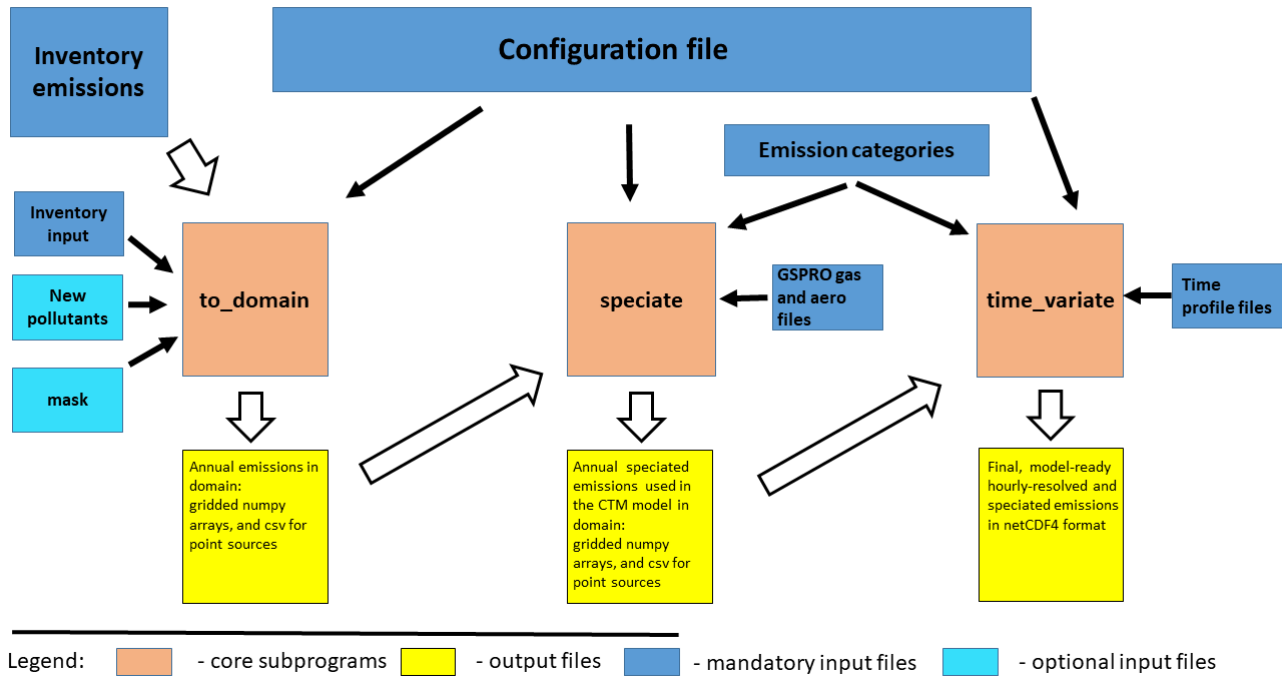 Inventory
emissions
Configuration file
Emission categories
Inventory
input
New
pollutants
mask
to_domain
speciate
GSPRO gas
and aero
files
time_variate
Time
profile files
Annual emissions in
domain:
gridded numpy
arrays, and csv for
point sources
Annual speciated
emissions used in
the CTM model in
domain:
gridded numpy
arrays, and csv for
point sources
Final, model-ready
hourly-resolved and
speciated emissions
in netCDF4 format
Legend: - core subprograms - output files - mandatory input files - optional input files